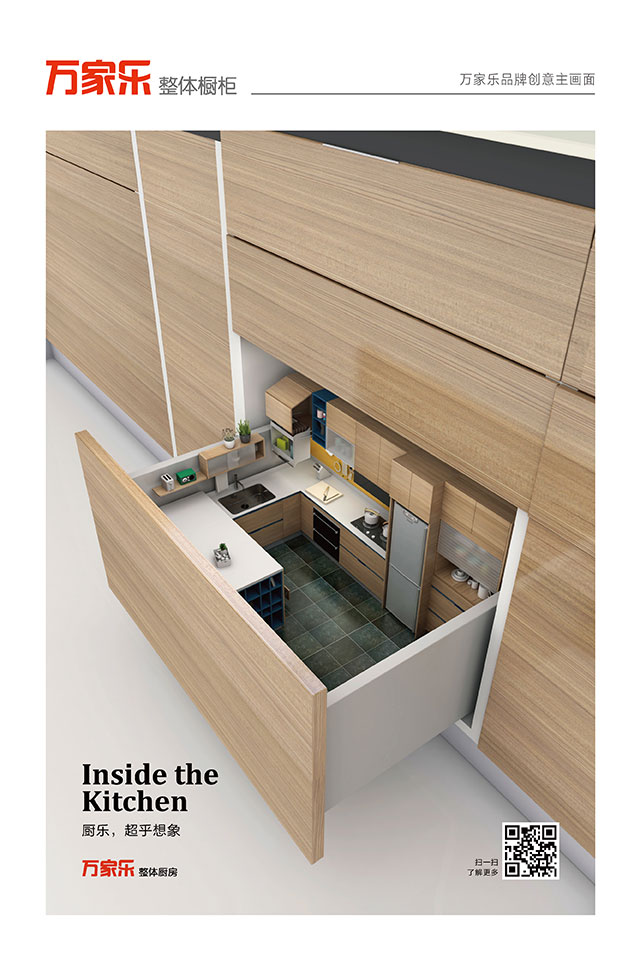 万家乐 整体橱柜
万家乐品牌创意主画面
Inside the
Kitchen
厨乐，超乎想象
万家乐 整体厨房
扫一扫
了解更多